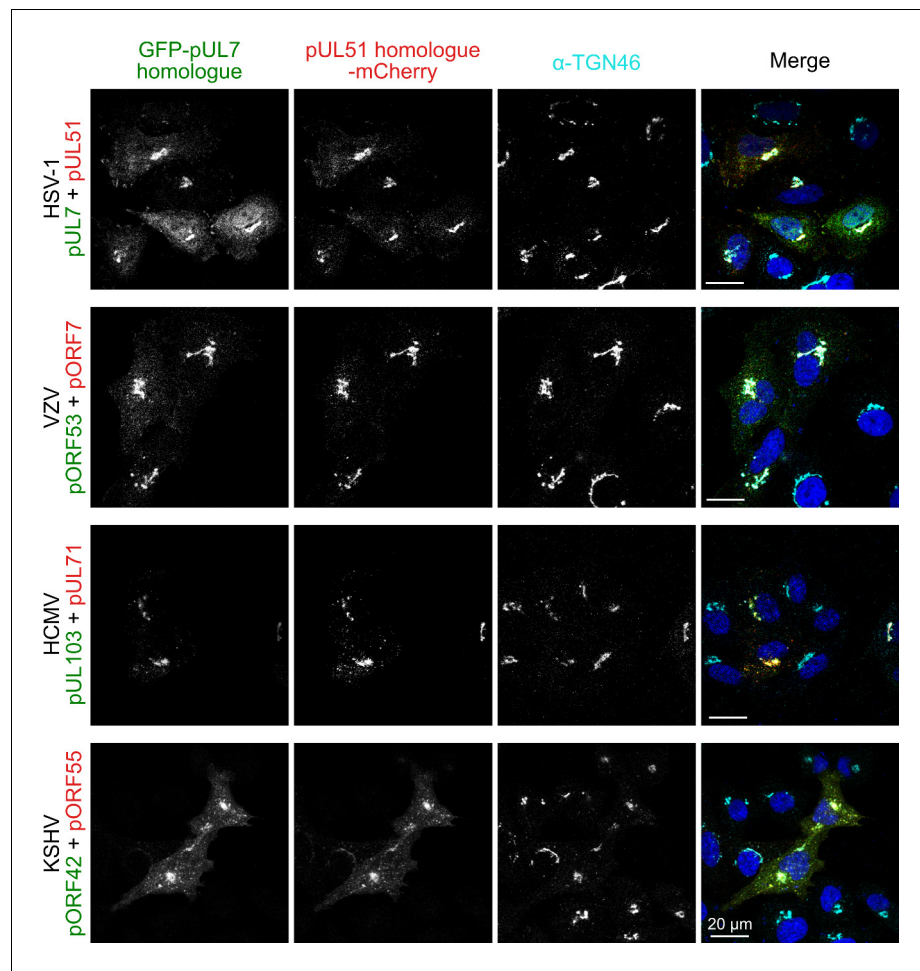 GFP-pUL7
homologue
pUL51 homologue
-mCherry
α-TGN46
Merge
HSV-1
pUL7 + pUL51
VZV
pORF53 + pORF7
HCMV
pUL103 + pUL71
KSHV
pORF42 + pORF55
20 µm